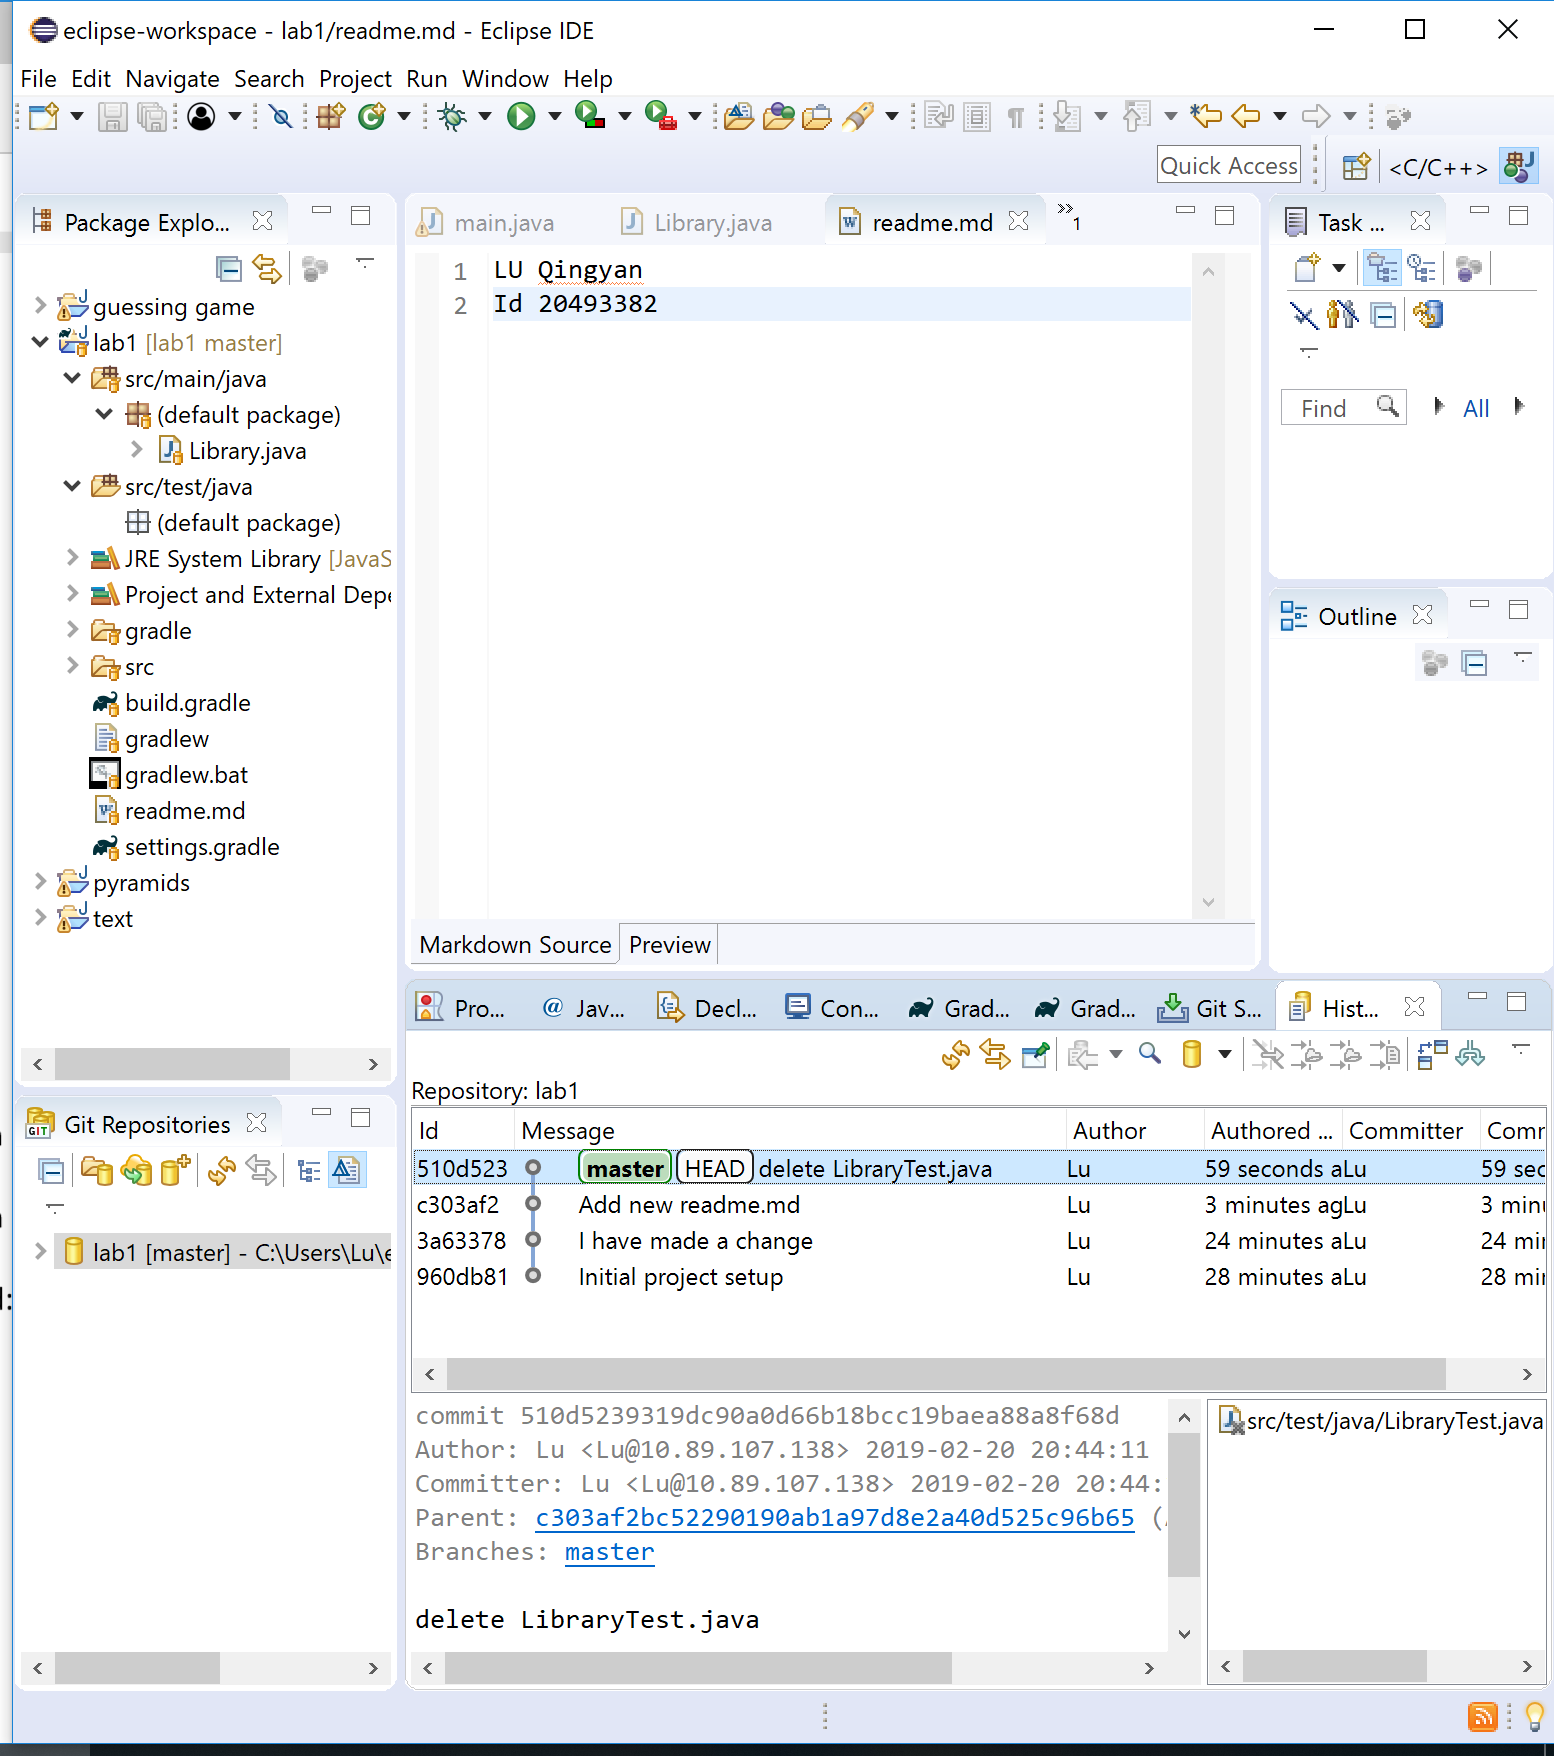 eclipse-workspace - lab1/readme.md - Eclipse IDE
File Edit Navigate Search Project Run Window Help
Quick Access
<C/C++>
Package Explo...
guessing game
lab1 [lab1 master]
src/main/java
(default package)
Library.java
src/test/java
(default package)
JRE System Library [JavaS
Project and External Depe
gradle
src
build.gradle
gradlew
gradlew.bat
readme.md
settings.gradle
pyramids
text
main.java
Library.java
readme.md
»1
1 LU Qingyan
2 Id 20493382
Markdown Source
Preview
Task ...
Find
All
Outline
Git Repositories
lab1 [master] - C:\Users\Lu\e
Pro...
@ Jav...
Decl...
Con...
Grad...
Grad...
Git S...
Hist...
Repository: lab1
Id Message Author Authored ... Committer Comr
510d523 master HEAD delete LibraryTest.java Lu 59 seconds a Lu 59 sec
c303af2 Add new readme.md Lu 3 minutes ag Lu 3 minu
3a63378 I have made a change Lu 24 minutes a Lu 24 mi
960db81 Initial project setup Lu 28 minutes a Lu 28 mi
commit 510d5239319dc90a0d66b18bcc19baea88a8f68d
Author: Lu <Lu@10.89.107.138> 2019-02-20 20:44:11
Committer: Lu <Lu@10.89.107.138> 2019-02-20 20:44:
Parent: c303af2bc52290190ab1a97d8e2a40d525c96b65 (
Branches: master
delete LibraryTest.java
src/test/java/LibraryTest.java